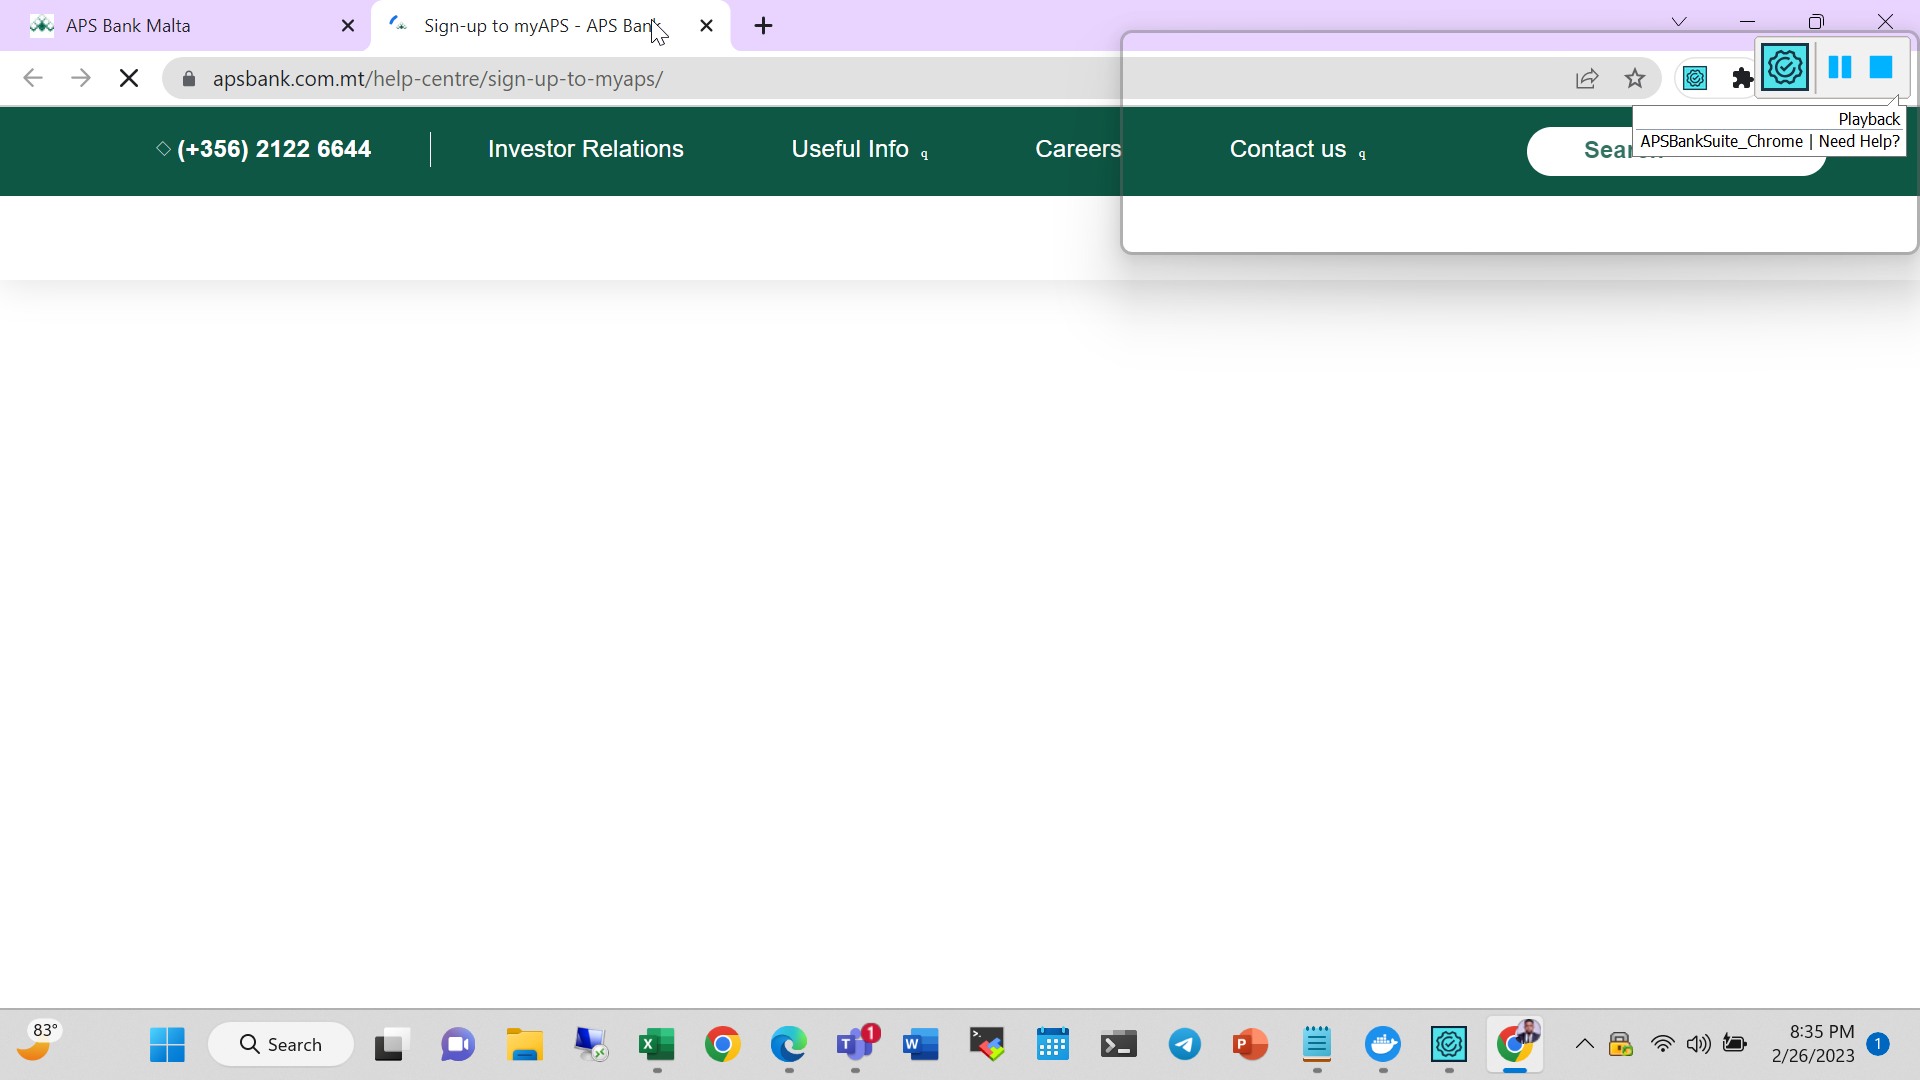 APS Bank Malta
Sign-up to myAPS - APS Bank
apsbank.com.mt/help-centre/sign-up-to-myaps/
Playback
APSBankSuite_Chrome | Need Help?
(+356) 2122 6644
Investor Relations
Useful Info q
Careers
Contact us q
83°
Search
1
8:35 PM
2/26/2023
1